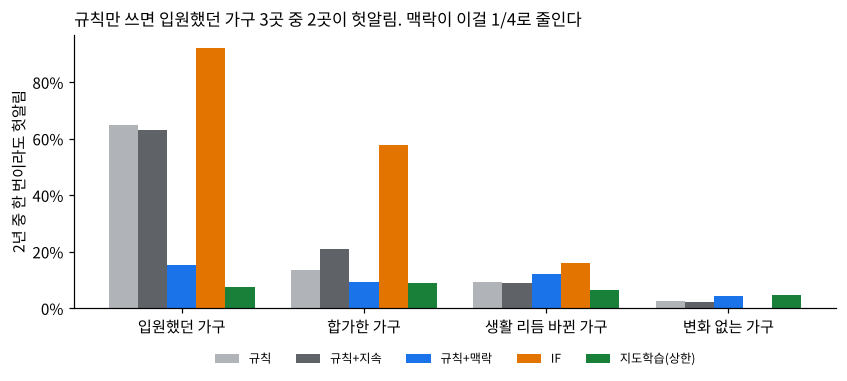 규칙만 쓰면 입원했던 가구 3곳 중 2곳이 헛알림. 맥락이 이걸 1/4로 줄인다
2년 중 한 번이라도 헛알림
80%
60%
40%
20%
0%
입원했던 가구
합가한 가구
생활 리듬 바뀐 가구
변화 없는 가구
규칙
규칙+지속
규칙+맥락
IF
지도학습(상한)